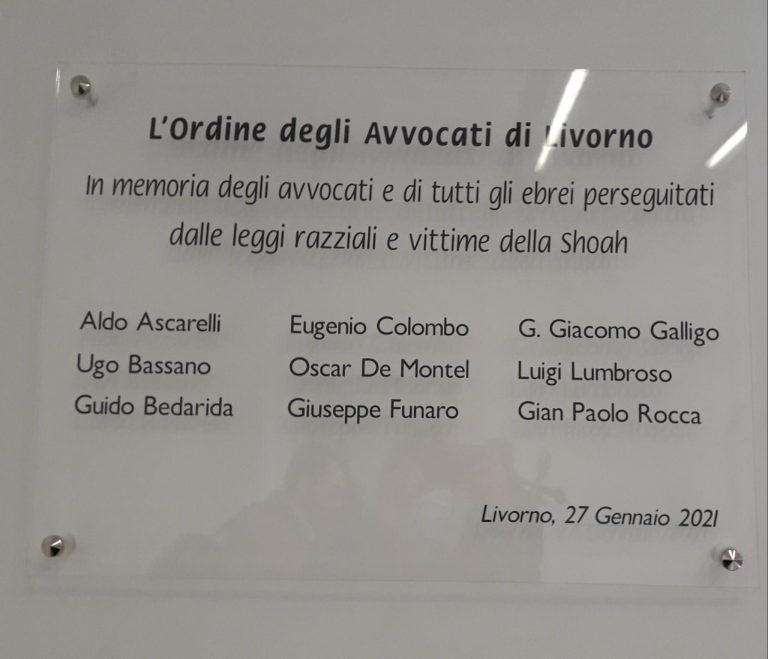 L'Ordine degli Avvocati di Livorno
In memoria degli avvocati e di tutti gli ebrei perseguitati
dalle leggi razziali e vittime della Shoah
Aldo Ascarelli
Ugo Bassano
Guido Bedarida
Eugenio Colombo
Oscar De Montel
Giuseppe Funaro
G. Giacomo Galligo
Luigi Lumbroso
Gian Paolo Rocca
Livorno, 27 Gennaio 2021